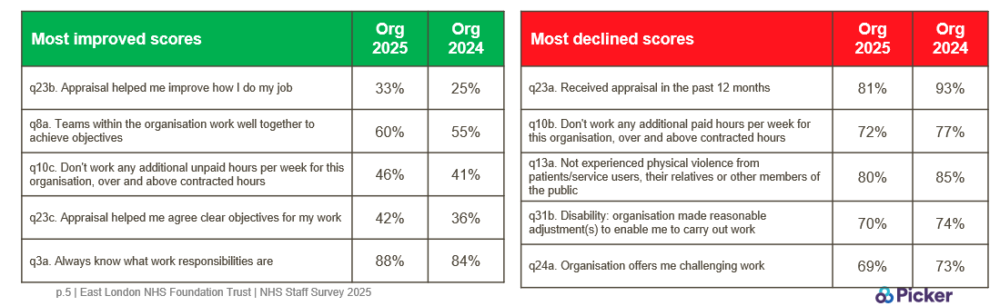 Most improved scores
Org
2025
Org
2024
q23b. Appraisal helped me improve how I do my job
33%
25%
q8a. Teams within the organisation work well together to
achieve objectives
60%
55%
q10c. Don't work any additional unpaid hours per week for this
organisation, over and above contracted hours
46%
41%
q23c. Appraisal helped me agree clear objectives for my work
42%
36%
q3a. Always know what work responsibilities are
88%
84%
Most declined scores
Org
2025
Org
2024
q23a. Received appraisal in the past 12 months
81%
93%
q10b. Don't work any additional paid hours per week for
this organisation, over and above contracted hours
72%
77%
q13a. Not experienced physical violence from
patients/service users, their relatives or other members of
the public
80%
85%
q31b. Disability: organisation made reasonable
adjustment(s) to enable me to carry out work
70%
74%
q24a. Organisation offers me challenging work
69%
73%
p.5 | East London NHS Foundation Trust | NHS Staff Survey 2025
Picker